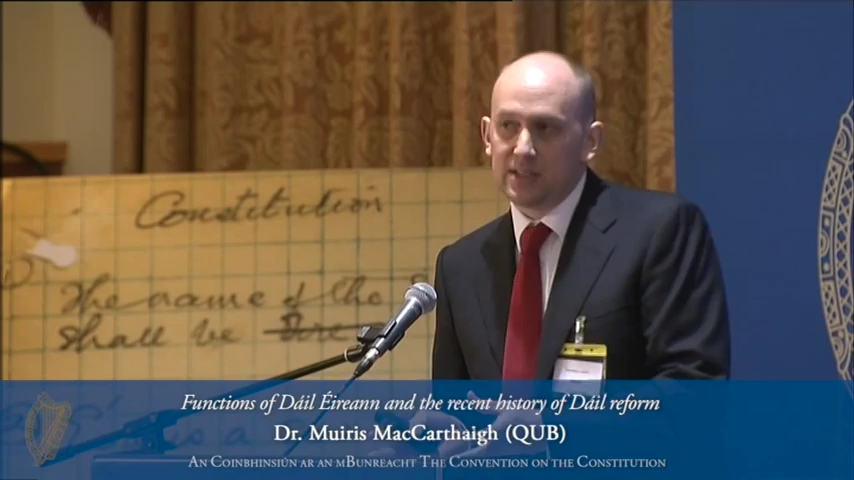 Constitution
The name of the
shall be
Functions of Dáil Éireann and the recent history of Dáil reform
Dr. Muiris MacCarthaigh (QUB)
An Coinbhinsiún ar an mBunreacht The Convention on the Constitution